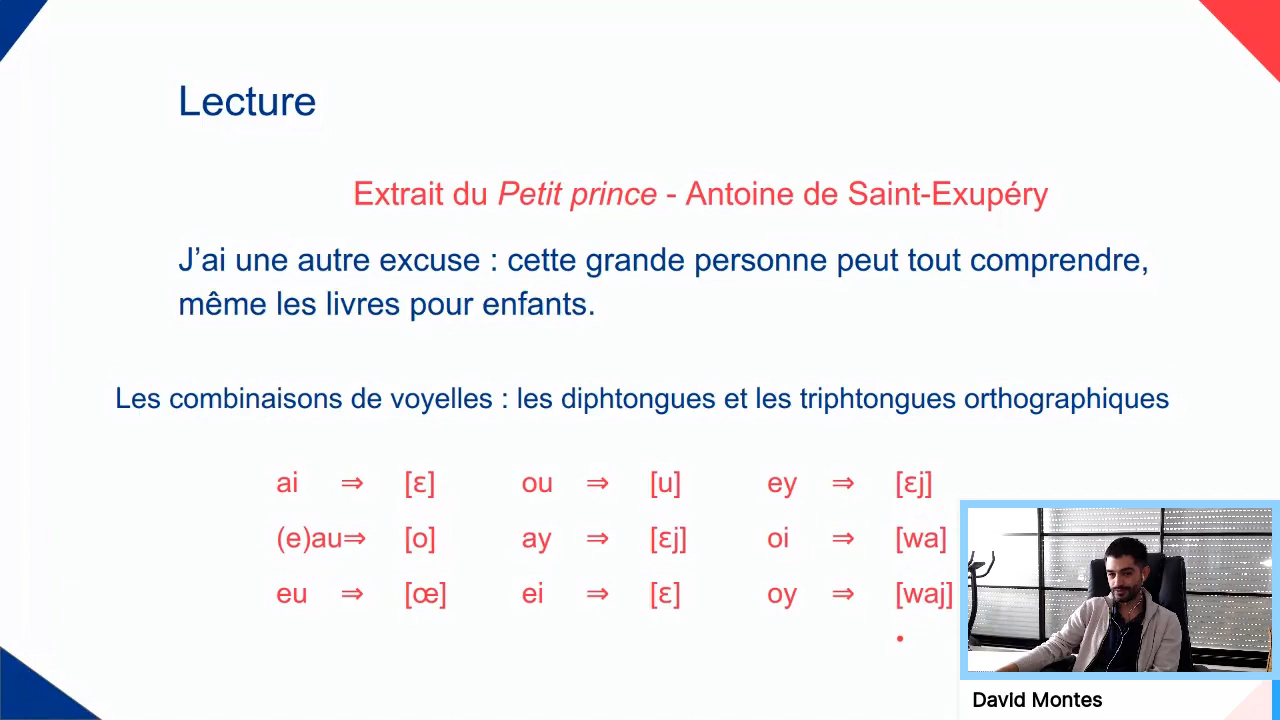 Lecture
Extrait du Petit prince - Antoine de Saint-Exupéry
J’ai une autre excuse : cette grande personne peut tout comprendre,
même les livres pour enfants.
Les combinaisons de voyelles : les diphtongues et les triphtongues orthographiques
ai ⇒ [ɛ] ou ⇒ [u] ey ⇒ [ɛj]
(e)au⇒ [o] ay ⇒ [ɛj] oi ⇒ [wa]
eu ⇒ [œ] ei ⇒ [ɛ] oy ⇒ [waj]
David Montes